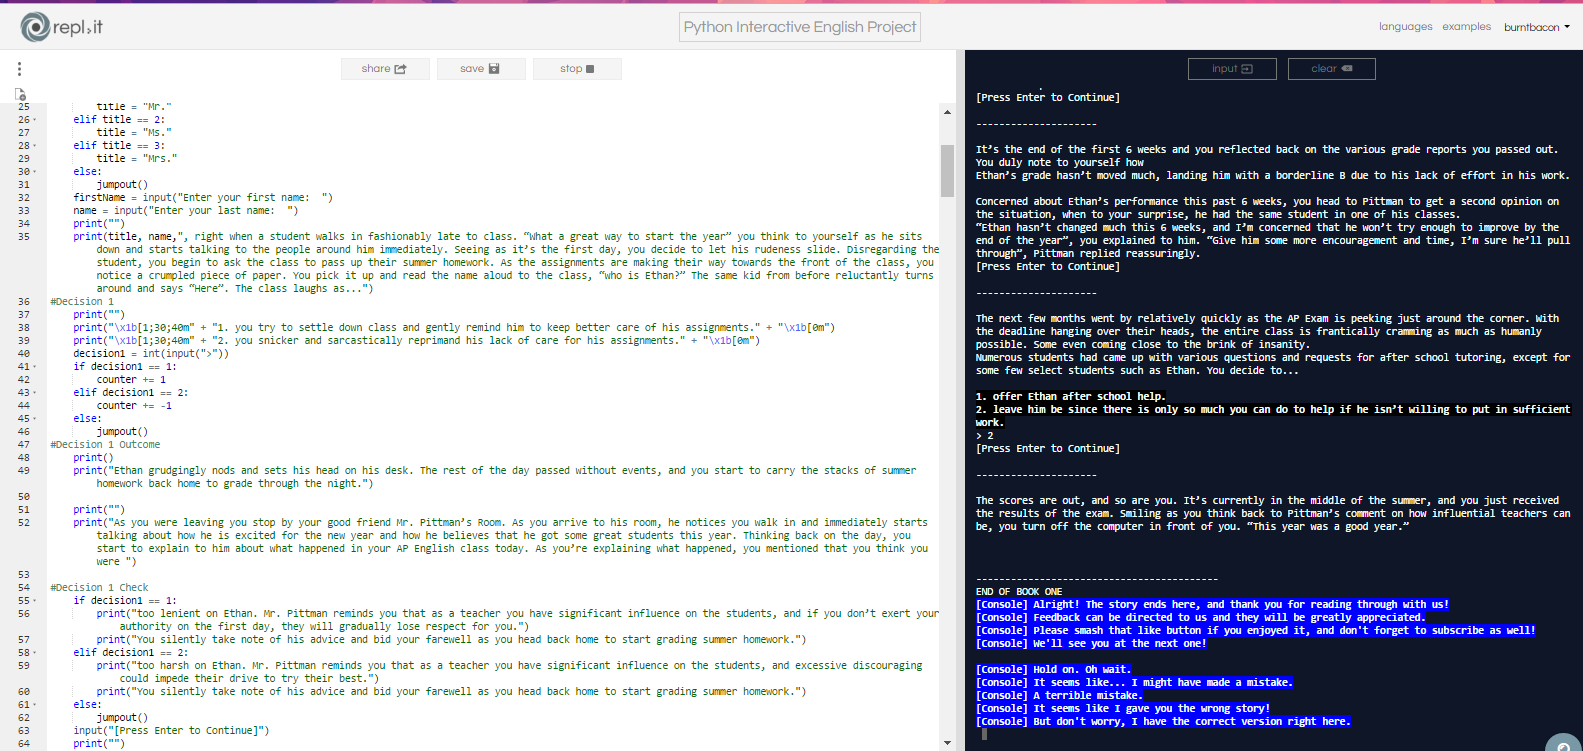 repl.it
Python Interactive English Project
languages examples burntbacon
share save stop
input clear
25 title = "Mr."
26 elif title == 2:
27 title = "Ms."
28 elif title == 3:
29 title = "Mrs."
30 else:
31 jumpout()
32 firstName = input("Enter your first name:  ")
33 name = input("Enter your last name:  ")
34 print("")
35 print(title, name,", right when a student walks in fashionably late to class. “What a great way to start the year” you think to yourself as he sits
down and starts talking to the people around him immediately. Seeing as it’s the first day, you decide to let his rudeness slide. Disregarding the
student, you begin to ask the class to pass up their summer homework. As the assignments are making their way towards the front of the class, you
notice a crumpled piece of paper. You pick it up and read the name aloud to the class, “who is Ethan?” The same kid from before reluctantly turns
around and says “Here”. The class laughs as...")
36 #Decision 1
37 print("")
38 print("\x1b[1;30;40m" + "1. you try to settle down class and gently remind him to keep better care of his assignments." + "\x1b[0m")
39 print("\x1b[1;30;40m" + "2. you snicker and sarcastically reprimand his lack of care for his assignments." + "\x1b[0m")
40 decision1 = int(input(">"))
41 if decision1 == 1:
42 counter += 1
43 elif decision1 == 2:
44 counter += -1
45 else:
46 jumpout()
47 #Decision 1 Outcome
48 print()
49 print("Ethan grudgingly nods and sets his head on his desk. The rest of the day passed without events, and you start to carry the stacks of summer
homework back home to grade through the night.")
50
51 print("")
52 print("As you were leaving you stop by your good friend Mr. Pittman’s Room. As you arrive to his room, he notices you walk in and immediately starts
talking about how he is excited for the new year and how he believes that he got some great students this year. Thinking back on the day, you
start to explain to him about what happened in your AP English class today. As you’re explaining what happened, you mentioned that you think you
were ")
53
54 #Decision 1 Check
55 if decision1 == 1:
56 print("too lenient on Ethan. Mr. Pittman reminds you that as a teacher you have significant influence on the students, and if you don’t exert your
authority on the first day, they will gradually lose respect for you.")
57 print("You silently take note of his advice and bid your farewell as you head back home to start grading summer homework.")
58 elif decision1 == 2:
59 print("too harsh on Ethan. Mr. Pittman reminds you that as a teacher you have significant influence on the students, and excessive discouraging
could impede their drive to try their best.")
60 print("You silently take note of his advice and bid your farewell as you head back home to start grading summer homework.")
61 else:
62 jumpout()
63 input("[Press Enter to Continue]")
64 print("")
[Press Enter to Continue]
---------------------
It’s the end of the first 6 weeks and you reflected back on the various grade reports you passed out.
You duly note to yourself how
Ethan’s grade hasn’t moved much, landing him with a borderline B due to his lack of effort in his work.
Concerned about Ethan’s performance this past 6 weeks, you head to Pittman to get a second opinion on
the situation, when to your surprise, he had the same student in one of his classes.
“Ethan hasn’t changed much this 6 weeks, and I’m concerned that he won’t try enough to improve by the
end of the year”, you explained to him. “Give him some more encouragement and time, I’m sure he’ll pull
through”, Pittman replied reassuringly.
[Press Enter to Continue]
---------------------
The next few months went by relatively quickly as the AP Exam is peeking just around the corner. With
the deadline hanging over their heads, the entire class is frantically cramming as much as humanly
possible. Some even coming close to the brink of insanity.
Numerous students had came up with various questions and requests for after school tutoring, except for
some few select students such as Ethan. You decide to...
1. offer Ethan after school help.
2. leave him be since there is only so much you can do to help if he isn’t willing to put in sufficient
work.
> 2
[Press Enter to Continue]
---------------------
The scores are out, and so are you. It’s currently in the middle of the summer, and you just received
the results of the exam. Smiling as you think back to Pittman’s comment on how influential teachers can
be, you turn off the computer in front of you. “This year was a good year.”
------------------------------------------
END OF BOOK ONE
[Console] Alright! The story ends here, and thank you for reading through with us!
[Console] Feedback can be directed to us and they will be greatly appreciated.
[Console] Please smash that like button if you enjoyed it, and don't forget to subscribe as well!
[Console] We'll see you at the next one!
[Console] Hold on. Oh wait.
[Console] It seems like... I might have made a mistake.
[Console] A terrible mistake.
[Console] It seems like I gave you the wrong story!
[Console] But don't worry, I have the correct version right here.